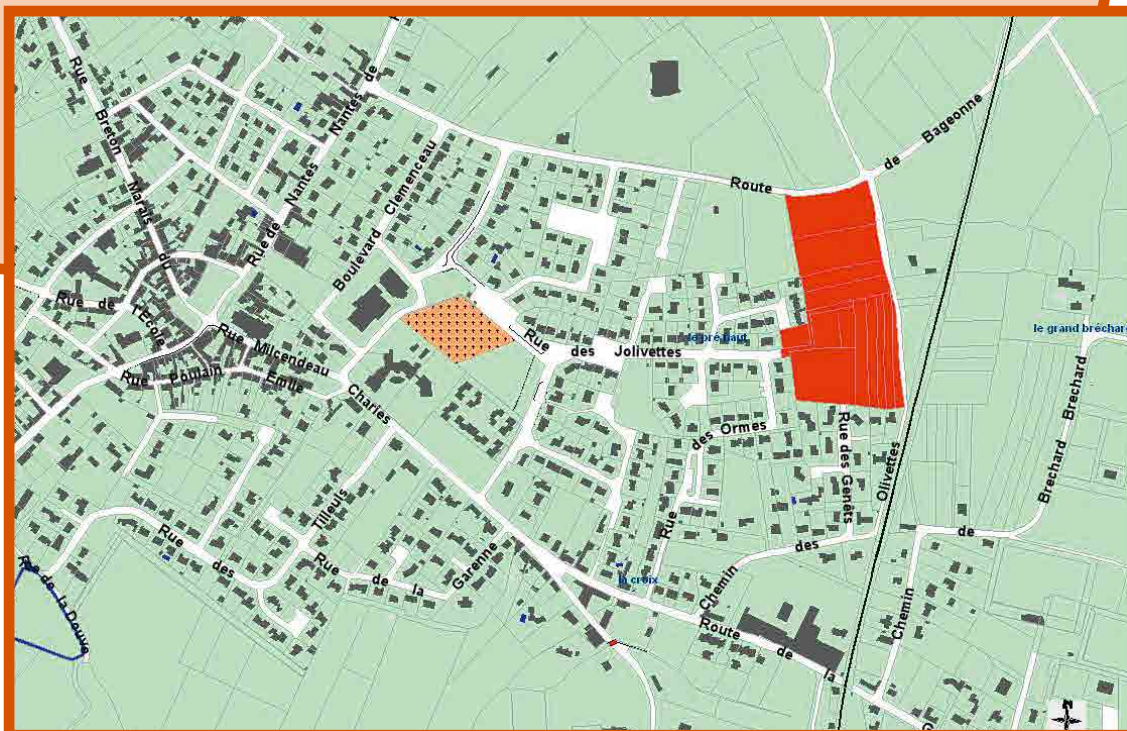 Rue Breton Marais du
Rue de Nantes
Nantes de
Boulevard Clemenceau
Route de Bageonne
Rue de l'Ecole
Rue Milcendeau
Rue Poulain Emile
Charles
Rue des Jolivettes
le pré haut
le grand bréchard
Brechard
Brechard
de
Chemin
des Ormes
Rue
Rue des Genêts
Olivettes
des
Chemin
Tilleuls
Rue des
Rue de la Garenne
Rue de la Douve
la croix
Route de la
G
N